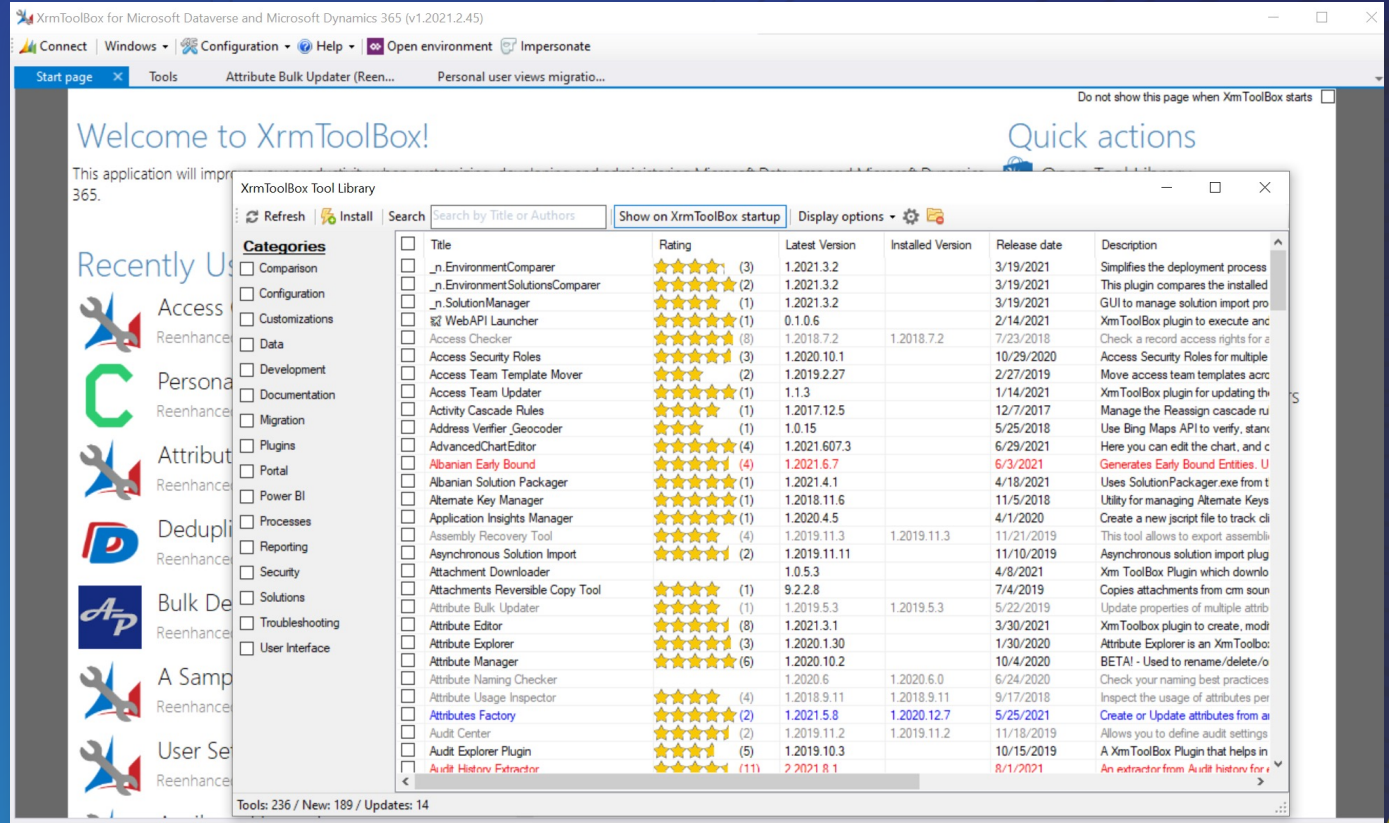 XrmToolBox for Microsoft Dataverse and Microsoft Dynamics 365 (v1.2021.2.45)
Connect Windows Configuration Help Open environment Impersonate
Start page Tools Attribute Bulk Updater (Reen... Personal user views migratio...
Do not show this page when XrmToolBox starts
Welcome to XrmToolBox!
Quick actions
This application will impr
365.
Recently Us
Access
Reenhance
Persona
Reenhance
Attribut
Reenhance
Dedupli
Reenhance
Bulk De
Reenhance
A Samp
Reenhance
User Se
Reenhance
XrmToolBox Tool Library
Refresh Install Search Search by Title or Authors Show on XrmToolBox startup Display options
Categories
Comparison
Configuration
Customizations
Data
Development
Documentation
Migration
Plugins
Portal
Power BI
Processes
Reporting
Security
Solutions
Troubleshooting
User Interface
Title Rating Latest Version Installed Version Release date Description
_n.EnvironmentComparer (3) 1.2021.3.2 3/19/2021 Simplifies the deployment process
_n.EnvironmentSolutionsComparer (2) 1.2021.3.2 3/19/2021 This plugin compares the installed
_n.SolutionManager (1) 1.2021.3.2 3/19/2021 GUI to manage solution import pro
WebAPI Launcher (1) 0.1.0.6 2/14/2021 XrmToolBox plugin to execute and
Access Checker (8) 1.2018.7.2 1.2018.7.2 7/23/2018 Check a record access rights for a
Access Security Roles (3) 1.2020.10.1 10/29/2020 Access Security Roles for multiple
Access Team Template Mover (2) 1.2019.2.27 2/27/2019 Move access team templates acro
Access Team Updater (1) 1.1.3 1/14/2021 XrmToolBox plugin for updating the
Activity Cascade Rules (1) 1.2017.12.5 12/7/2017 Manage the Reassign cascade ru
Address Verifier ,Geocoder (1) 1.0.15 5/25/2018 Use Bing Maps API to verify, stand
AdvancedChartEditor (4) 1.2021.607.3 6/29/2021 Here you can edit the chart, and c
Albanian Early Bound (4) 1.2021.6.7 6/3/2021 Generates Early Bound Entities. U
Albanian Solution Packager (1) 1.2021.4.1 4/18/2021 Uses SolutionPackager.exe from t
Alternate Key Manager (1) 1.2018.11.6 11/5/2018 Utility for managing Alternate Keys
Application Insights Manager (1) 1.2020.4.5 4/1/2020 Create a new jscript file to track cli
Assembly Recovery Tool (4) 1.2019.11.3 1.2019.11.3 11/21/2019 This tool allows to export assembli
Asynchronous Solution Import (2) 1.2019.11.11 11/10/2019 Asynchronous solution import plug
Attachment Downloader 1.0.5.3 4/8/2021 Xrm ToolBox Plugin which downlo
Attachments Reversible Copy Tool (1) 9.2.2.8 7/4/2019 Copies attachments from crm sour
Attribute Bulk Updater (1) 1.2019.5.3 1.2019.5.3 5/22/2019 Update properties of multiple attrib
Attribute Editor (8) 1.2021.3.1 3/30/2021 XrmToolbox plugin to create, modi
Attribute Explorer (3) 1.2020.1.30 1/30/2020 Attribute Explorer is an XrmToolbo
Attribute Manager (6) 1.2020.10.2 10/4/2020 BETA! - Used to rename/delete/o
Attribute Naming Checker 1.2020.6 1.2020.6.0 6/24/2020 Check your naming best practices
Attribute Usage Inspector (4) 1.2018.9.11 1.2018.9.11 9/17/2018 Inspect the usage of attributes per
Attributes Factory (2) 1.2021.5.8 1.2020.12.7 5/25/2021 Create or Update attributes from a
Audit Center (2) 1.2019.11.2 1.2019.11.2 11/18/2019 Allows you to define audit settings
Audit Explorer Plugin (5) 1.2019.10.3 10/15/2019 A XrmToolBox Plugin that helps in
Audit History Extractor (11) 2.2021.8.1 8/1/2021 An extractor from Audit history for
Tools: 236 / New: 189 / Updates: 14